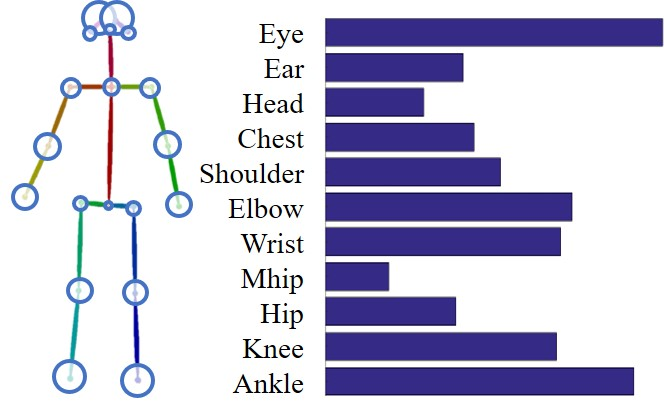 Eye
Ear
Head
Chest
Shoulder
Elbow
Wrist
Mhip
Hip
Knee
Ankle